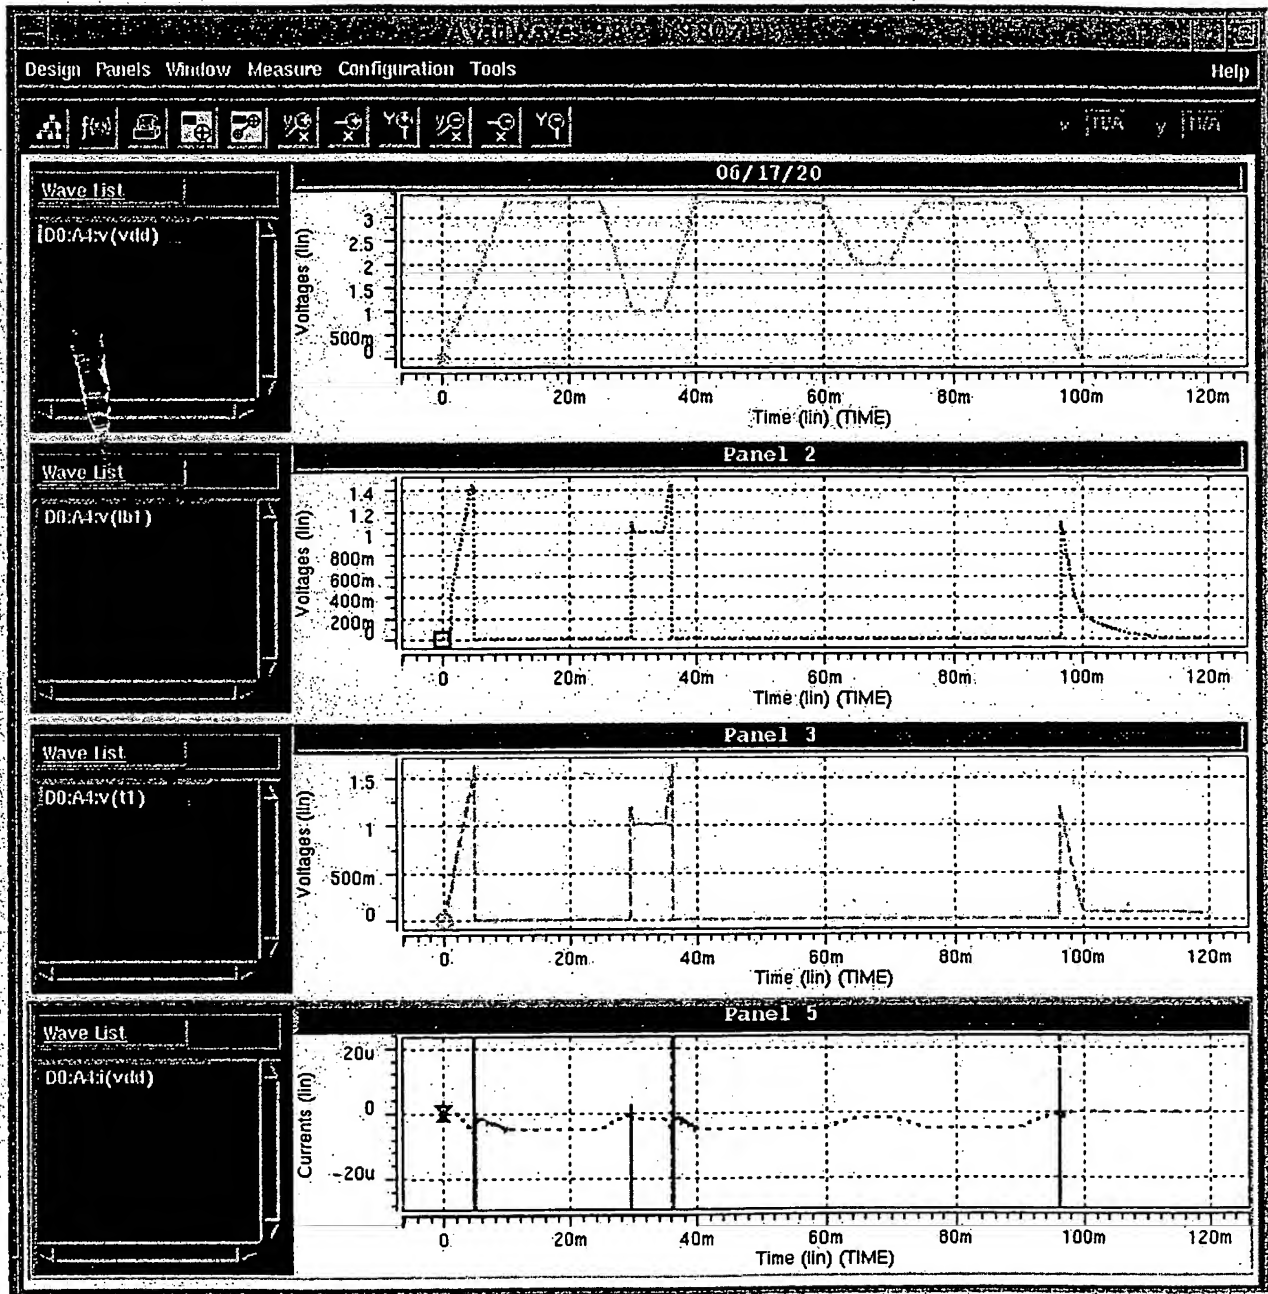 Design Panels Window Measure Configuration Tools Help
06/17/20
Wave List
D0:A4:v(vdd)
Voltages (lin)
3
2.5
2
1.5
1
500m
0
0 20m 40m 60m 80m 100m 120m
Time (lin) (TIME)
Panel 2
Wave List
D0:A4:v(lb1)
Voltages (lin)
1.4
1.2
1
800m
600m
400m
200m
0
0 20m 40m 60m 80m 100m 120m
Time (lin) (TIME)
Panel 3
Wave List
D0:A4:v(t1)
Voltages (lin)
1.5
1
500m
0
0 20m 40m 60m 80m 100m 120m
Time (lin) (TIME)
Panel 5
Wave List
D0:A4:i(vdd)
Currents (lin)
20u
0
-20u
0 20m 40m 60m 80m 100m 120m
Time (lin) (TIME)